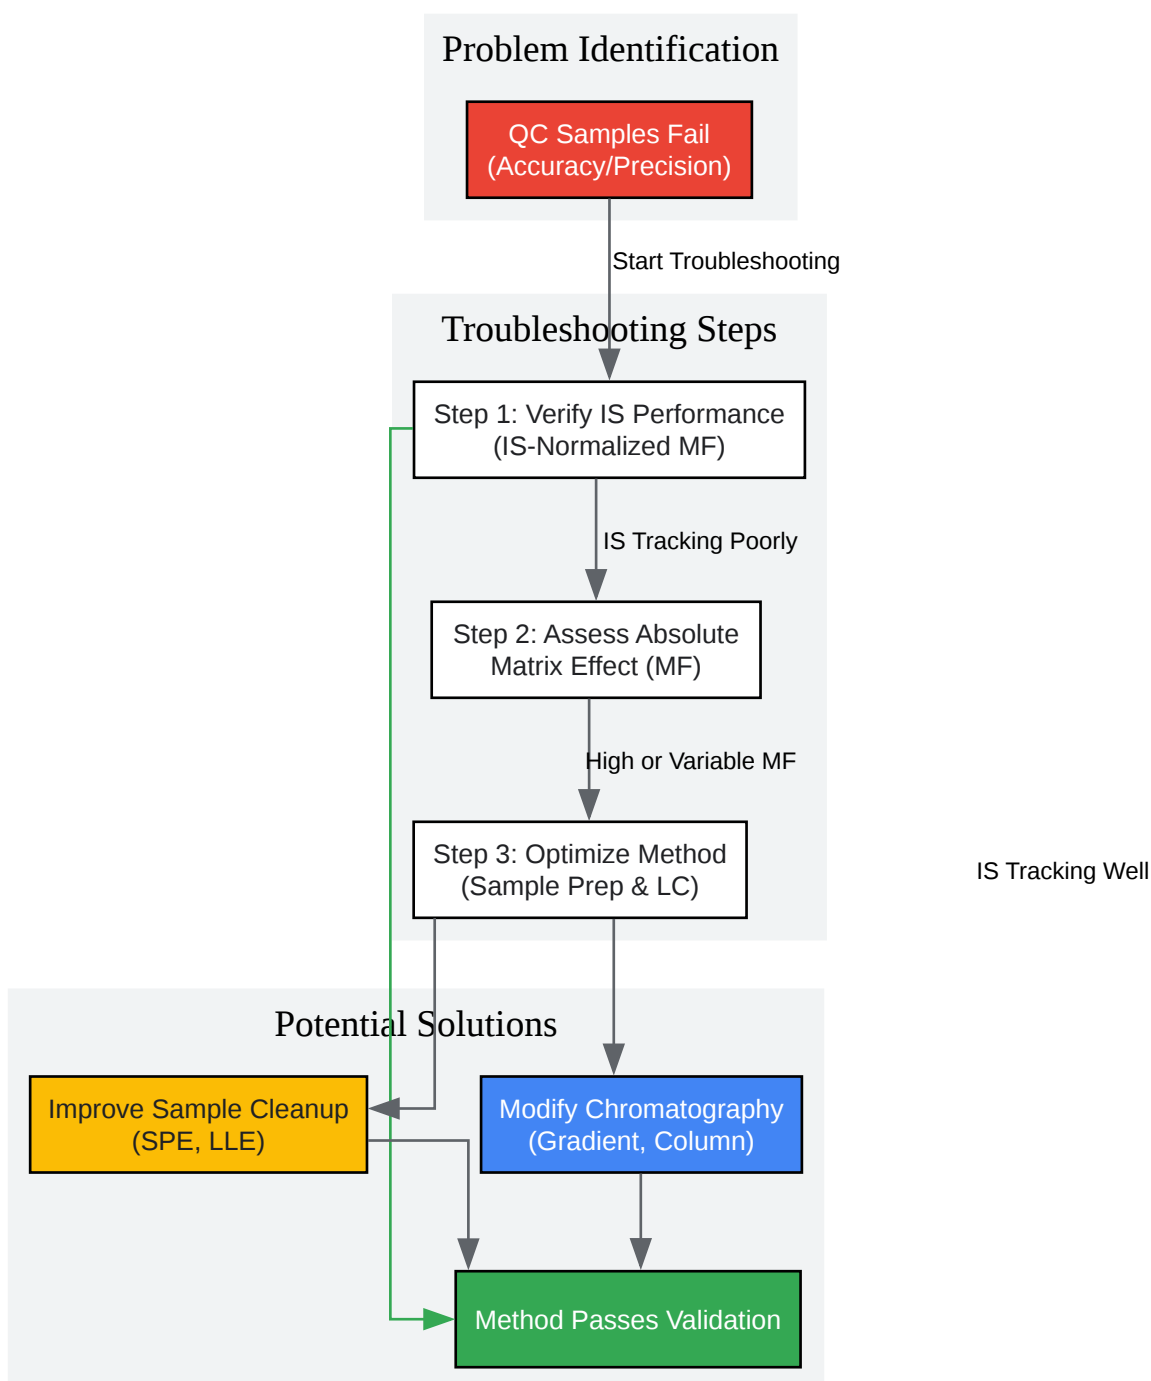 Problem Identification
QC Samples Fail
(Accuracy/Precision)
Start Troubleshooting
Troubleshooting Steps
Step 1: Verify IS Performance
(IS-Normalized MF)
IS Tracking Poorly
Step 2: Assess Absolute
Matrix Effect (MF)
High or Variable MF
Step 3: Optimize Method
(Sample Prep & LC)
IS Tracking Well
Potential Solutions
Improve Sample Cleanup
(SPE, LLE)
Modify Chromatography
(Gradient, Column)
Method Passes Validation